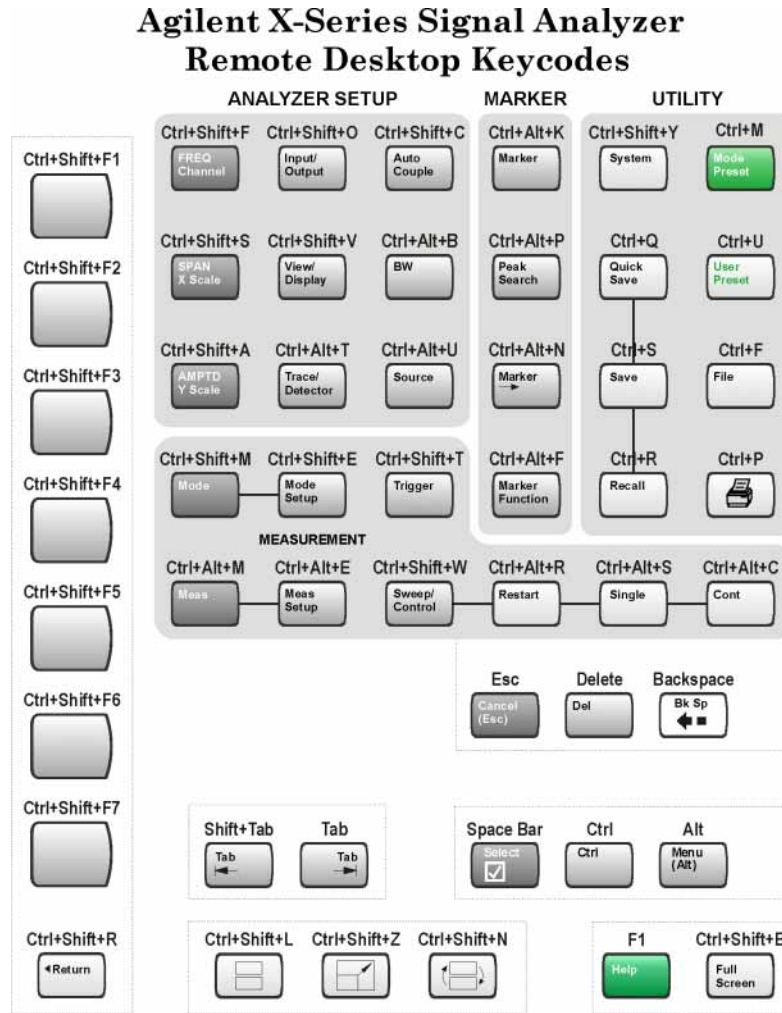 Agilent X-Series Signal Analyzer
Remote Desktop Keycodes
ANALYZER SETUP MARKER UTILITY
Ctrl+Shift+F Ctrl+Shift+O Ctrl+Shift+C Ctrl+Alt+K Ctrl+Shift+Y Ctrl+M
Ctrl+Shift+F1
FREQ Input/ Auto Marker System Mode
Channel Output Couple Preset
Ctrl+Shift+S Ctrl+Shift+V Ctrl+Alt+B Ctrl+Alt+P Ctrl+Q Ctrl+U
Ctrl+Shift+F2
SPAN View/ BW Peak Quick User
X Scale Display Search Save Preset
Ctrl+Shift+A Ctrl+Alt+T Ctrl+Alt+U Ctrl+Alt+N Ctrl+S Ctrl+F
Ctrl+Shift+F3
AMPTD Trace/ Source Marker Save File
Y Scale Detector
Ctrl+Shift+M Ctrl+Shift+E Ctrl+Shift+T Ctrl+Alt+F Ctrl+R Ctrl+P
Ctrl+Shift+F4
Mode Mode Trigger Marker Recall
Setup Function
MEASUREMENT
Ctrl+Alt+M Ctrl+Alt+E Ctrl+Shift+W Ctrl+Alt+R Ctrl+Alt+S Ctrl+Alt+C
Ctrl+Shift+F5
Meas Meas Sweep/ Restart Single Cont
Setup Control
Esc Delete Backspace
Ctrl+Shift+F6
Cancel Del Bk Sp
(Esc)
Ctrl+Shift+F7
Shift+Tab Tab Space Bar Ctrl Alt
Tab Tab Select Ctrl Menu
(Alt)
Ctrl+Shift+R Ctrl+Shift+L Ctrl+Shift+Z Ctrl+Shift+N F1 Ctrl+Shift+B
Return Help Full
Screen